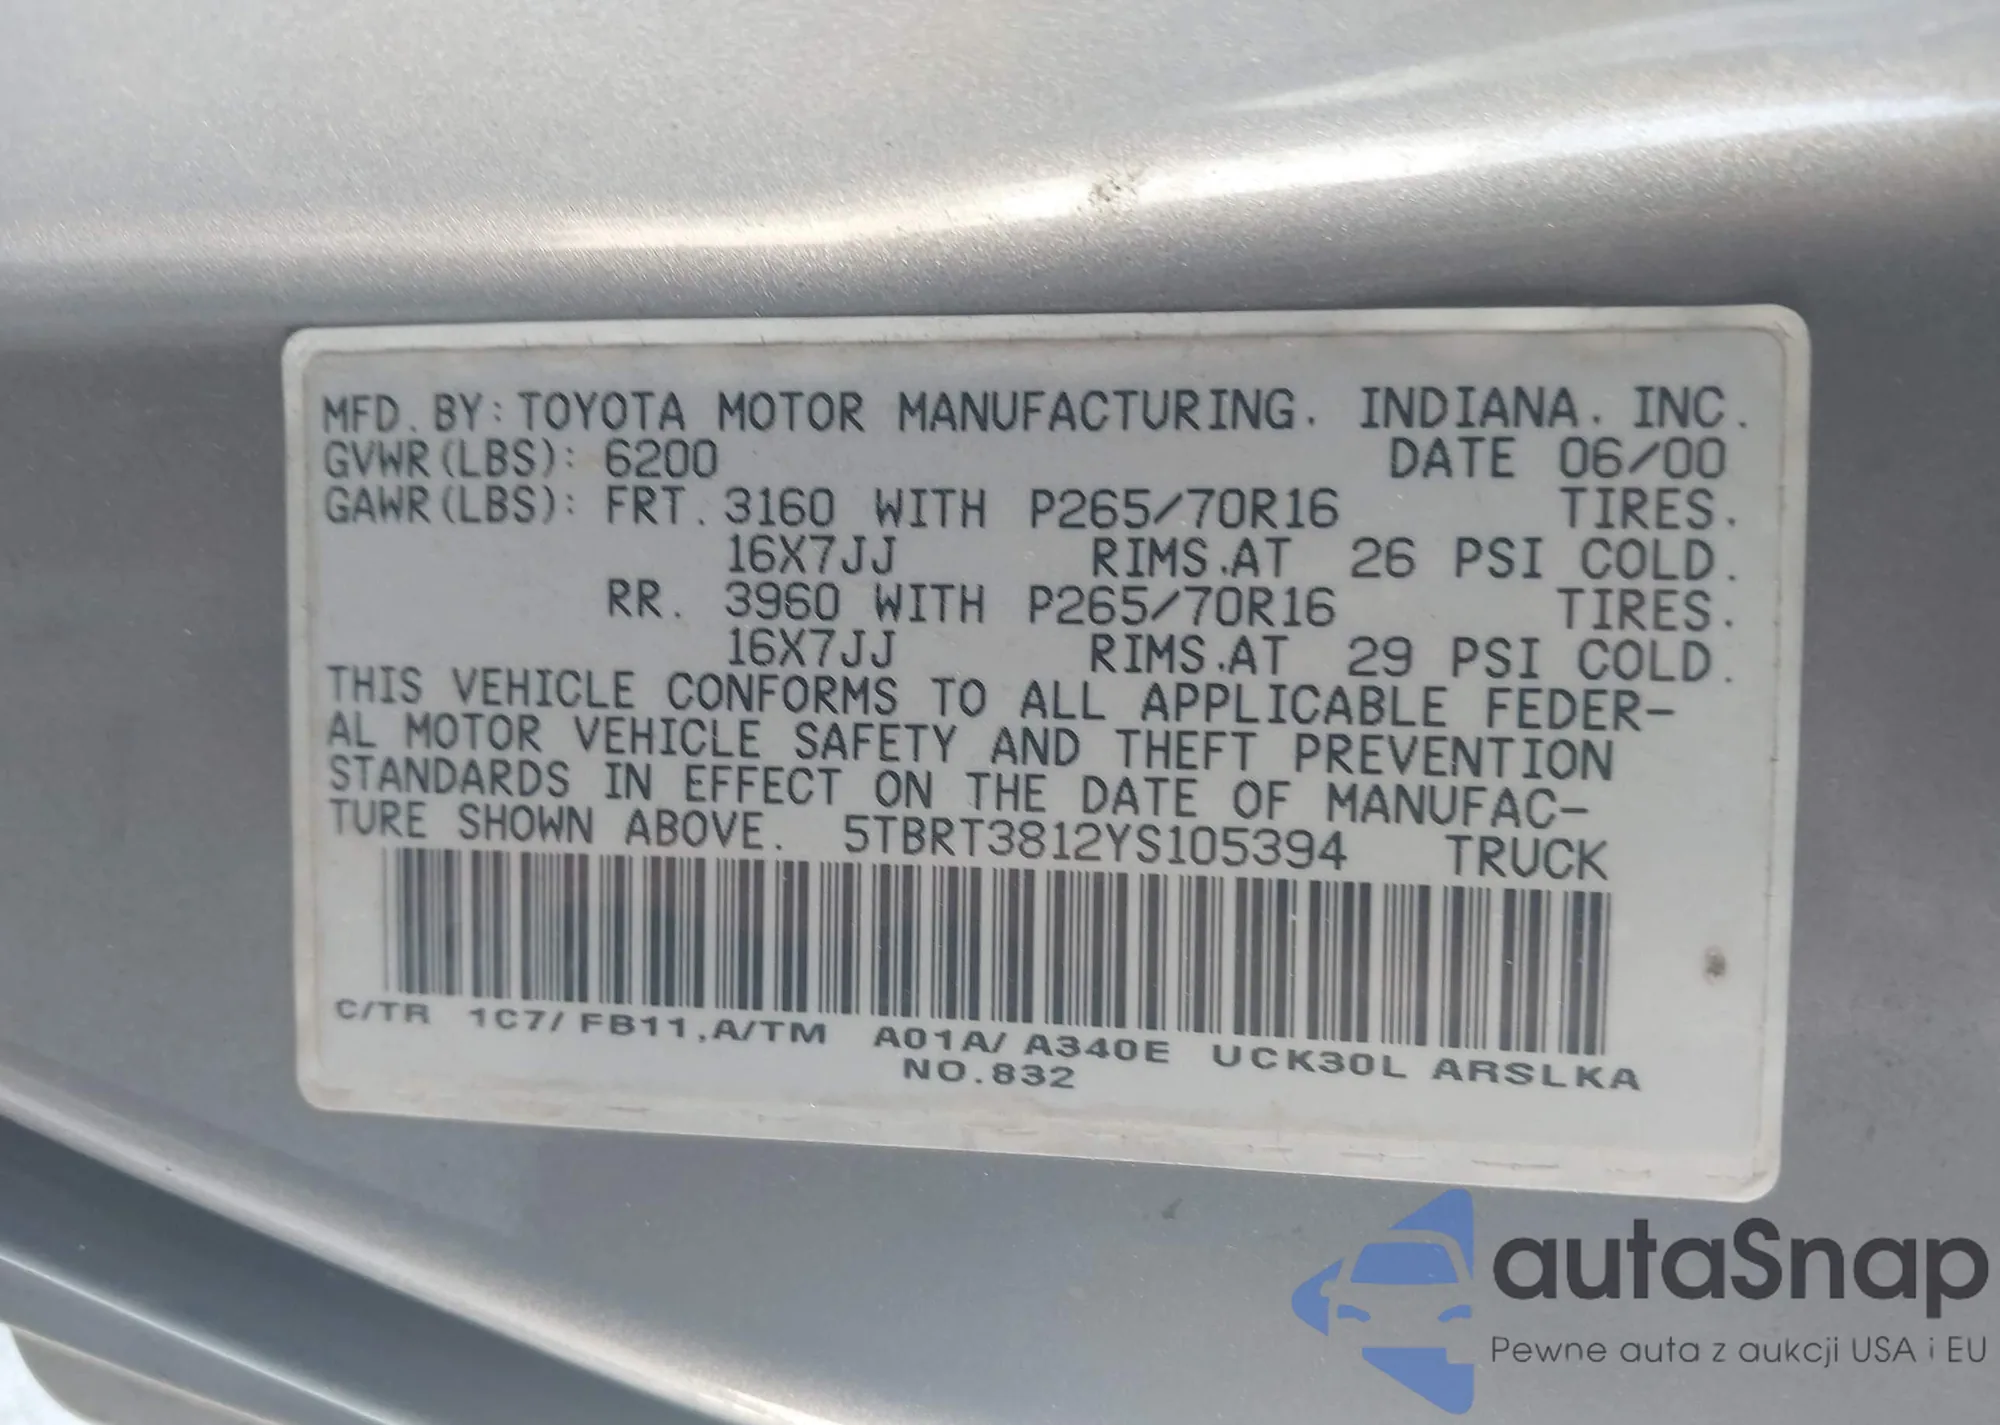 MFD. BY: TOYOTA MOTOR MANUFACTURING. INDIANA. INC.
GVWR(LBS): 6200 DATE 06/00
GAWR(LBS): FRT. 3160 WITH P265/70R16 TIRES.
16X7JJ RIMS.AT 26 PSI COLD.
RR. 3960 WITH P265/70R16 TIRES.
16X7JJ RIMS.AT 29 PSI COLD.
THIS VEHICLE CONFORMS TO ALL APPLICABLE FEDER-
AL MOTOR VEHICLE SAFETY AND THEFT PREVENTION
STANDARDS IN EFFECT ON THE DATE OF MANUFAC-
TURE SHOWN ABOVE. 5TBRT3812YS105394 TRUCK
C/TR 1C7/ FB11,A/TM A01A/ A340E UCK30L ARSLKA
NO.832
autaSnap
Pewne auta z aukcji USA i EU